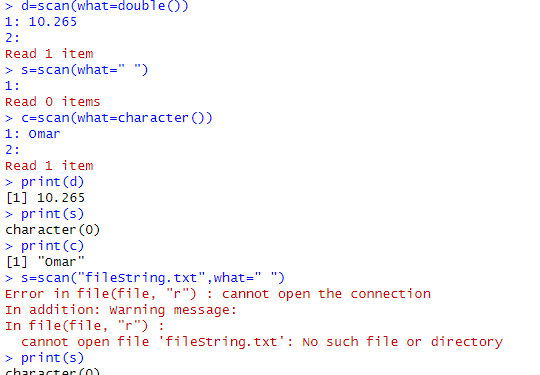 > d=scan(what=double())
1: 10.265
2:
Read 1 item
> s=scan(what=" ")
1:
Read 0 items
> c=scan(what=character())
1: Omar
2:
Read 1 item
> print(d)
[1] 10.265
> print(s)
character(0)
> print(c)
[1] "Omar"
> s=scan("fileString.txt",what=" ")
Error in file(file, "r") : cannot open the connection
In addition: Warning message:
In file(file, "r") :
  cannot open file 'fileString.txt': No such file or directory
> print(s)
character(0)